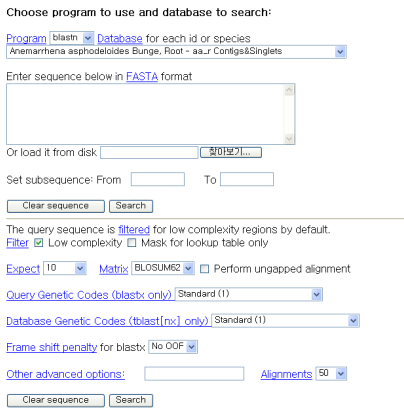 Choose program to use and database to search:
Program blastn Database for each id or species
Anemarrhena asphodeloides Bunge, Root - aa_r Contigs&Singlets
Enter sequence below in FASTA format
Or load it from disk 찾아보기...
Set subsequence: From To
Clear sequence Search
The query sequence is filtered for low complexity regions by default.
Filter Low complexity Mask for lookup table only
Expect 10 Matrix BLOSUM62 Perform ungapped alignment
Query Genetic Codes (blastx only) Standard (1)
Database Genetic Codes (tblast[nx] only) Standard (1)
Frame shift penalty for blastx No OOF
Other advanced options: Alignments 50
Clear sequence Search